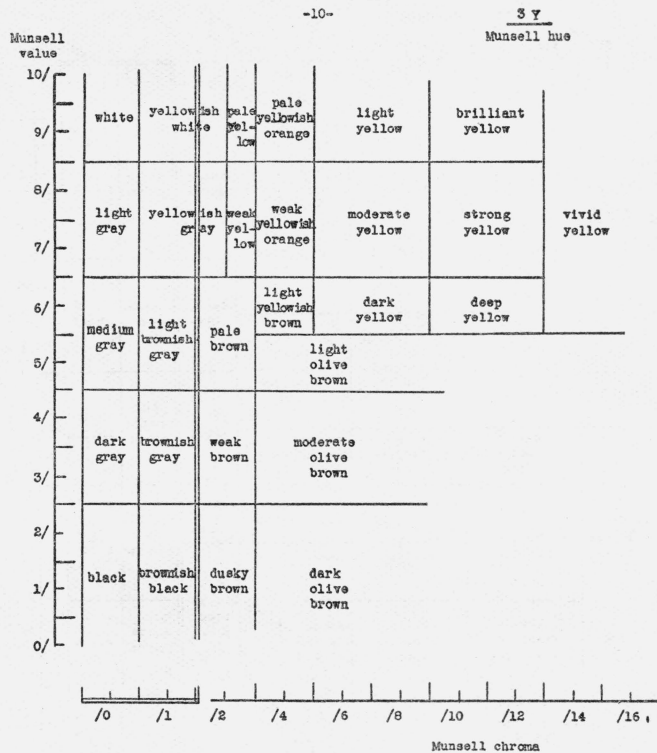 -10-
3 Y
Munsell hue
Munsell value
10/
9/
8/
7/
6/
5/
4/
3/
2/
1/
0/
white
yellowish white
pale yel- low
pale yellowish orange
light yellow
brilliant yellow
light gray
yellowish gray
weak yel- low
weak yellowish orange
moderate yellow
strong yellow
vivid yellow
medium gray
light brownish gray
pale brown
light yellowish brown
dark yellow
deep yellow
light olive brown
dark gray
brownish gray
weak brown
moderate olive brown
black
brownish black
dusky brown
dark olive brown
/0 /1 /2 /4 /6 /8 /10 /12 /14 /16
Munsell chroma